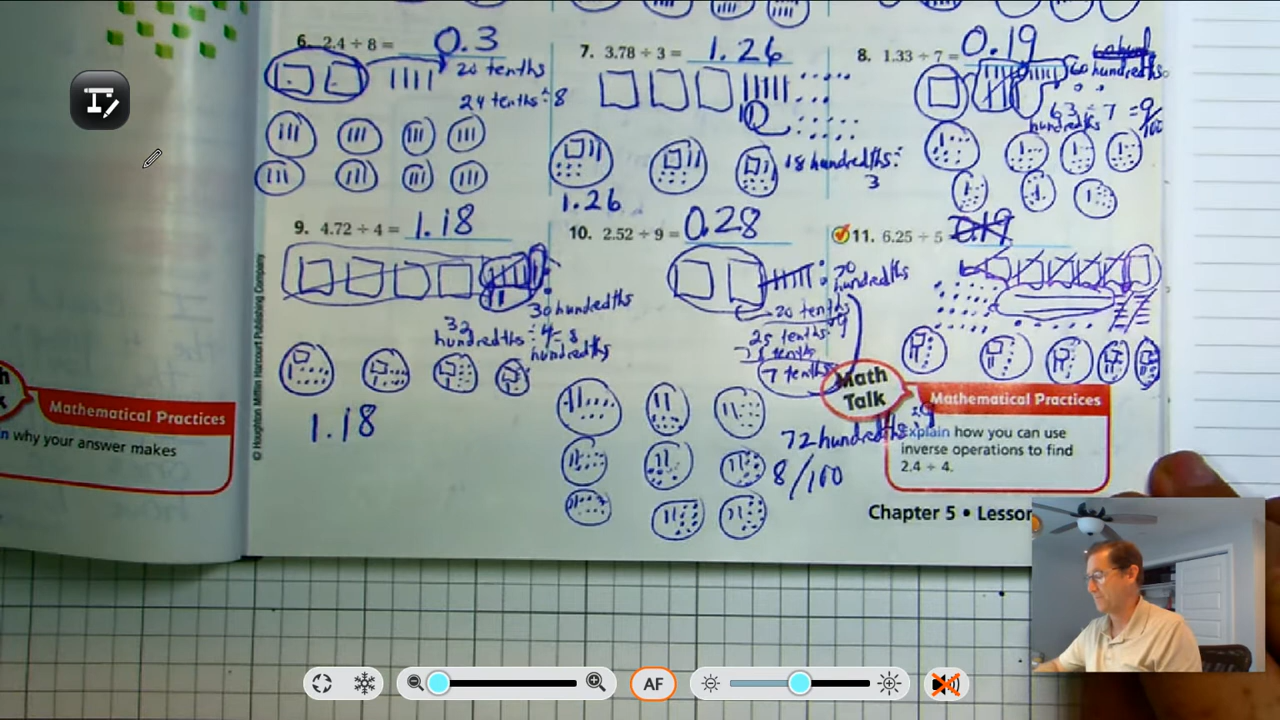 6. 2.4 ÷ 8 = 0.3
20 tenths
24 tenths ÷ 8
7. 3.78 ÷ 3 = 1.26
18 hundredths ÷
3
1.26
8. 1.33 ÷ 7 = 0.19
60 hundredths
63 ÷ 7 = 9/100
hundredths
9. 4.72 ÷ 4 = 1.18
30 hundredths
32
hundredths ÷ 4 = 8
hundredths
1.18
10. 2.52 ÷ 9 = 0.28
70
hundredths
20 tenths
25 tenths ÷ 9
7 tenths
72 hundredths ÷ 9
8/100
11. 6.25 ÷ 5
0.19
Math
Talk
Mathematical Practices
Explain how you can use
inverse operations to find
2.4 ÷ 4.
Chapter 5 • Lesson
Mathematical Practices
why your answer makes
© Houghton Mifflin Harcourt Publishing Company
AF